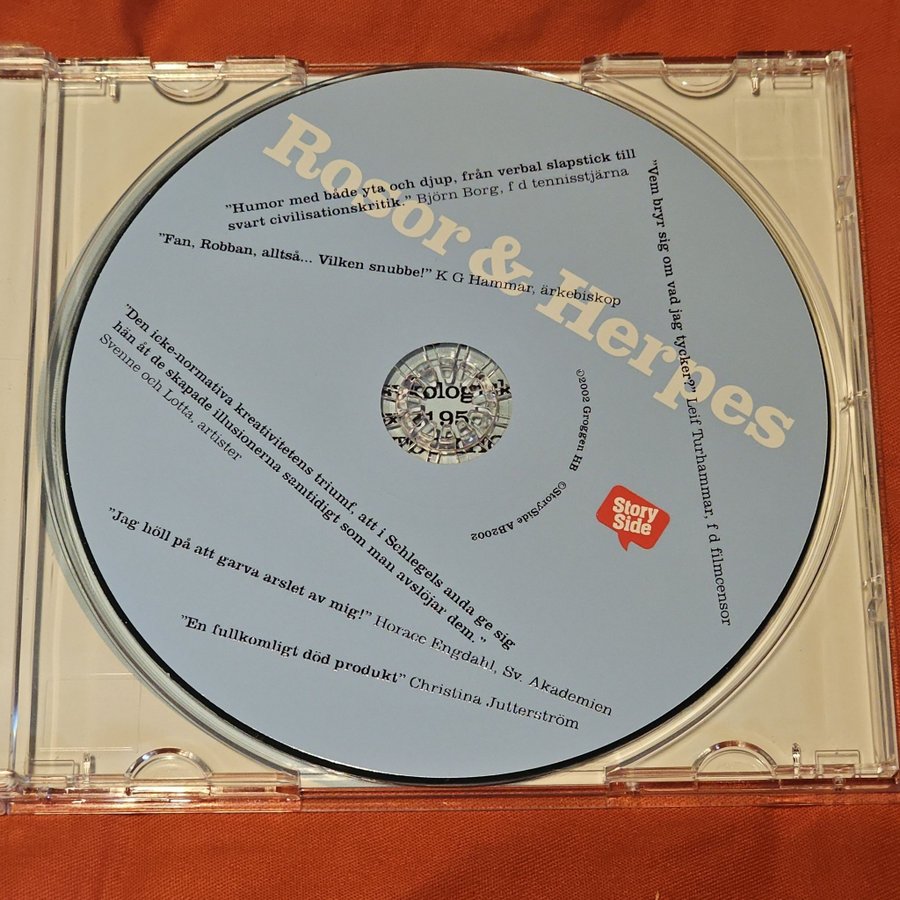 Rosor & Herpes
"Humor med både yta och djup, från verbal slapstick till
svart civilisationskritik." Björn Borg, f d tennisstjärna
"Fan, Robban, alltså... Vilken snubbe!" K G Hammar, ärkebiskop
"Vem bryr sig om vad jag tycker?" Leif Turhammar, f d filmcensor
"Den icke-normativa kreativitetens triumf, att i Schlegels anda ge sig
hän åt de skapade illusionerna samtidigt som man avslöjar dem."
Svenne och Lotta, artister
©2002 Groggen HB
©StorySide AB2002
Story
Side
"Jag höll på att garva arslet av mig!" Horace Engdahl, Sv. Akademien
"En fullkomligt död produkt" Christina Jutterström